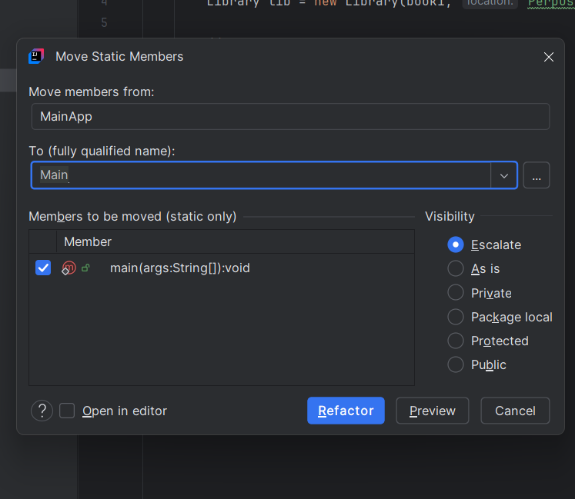 4 Library lib = new Library(book1, location: "Perpus
5
Move Static Members
Move members from:
MainApp
To (fully qualified name):
Main
...
Members to be moved (static only)
Visibility
Member
main(args:String[]):void
Escalate
As is
Private
Package local
Protected
Public
? Open in editor
Refactor
Preview
Cancel